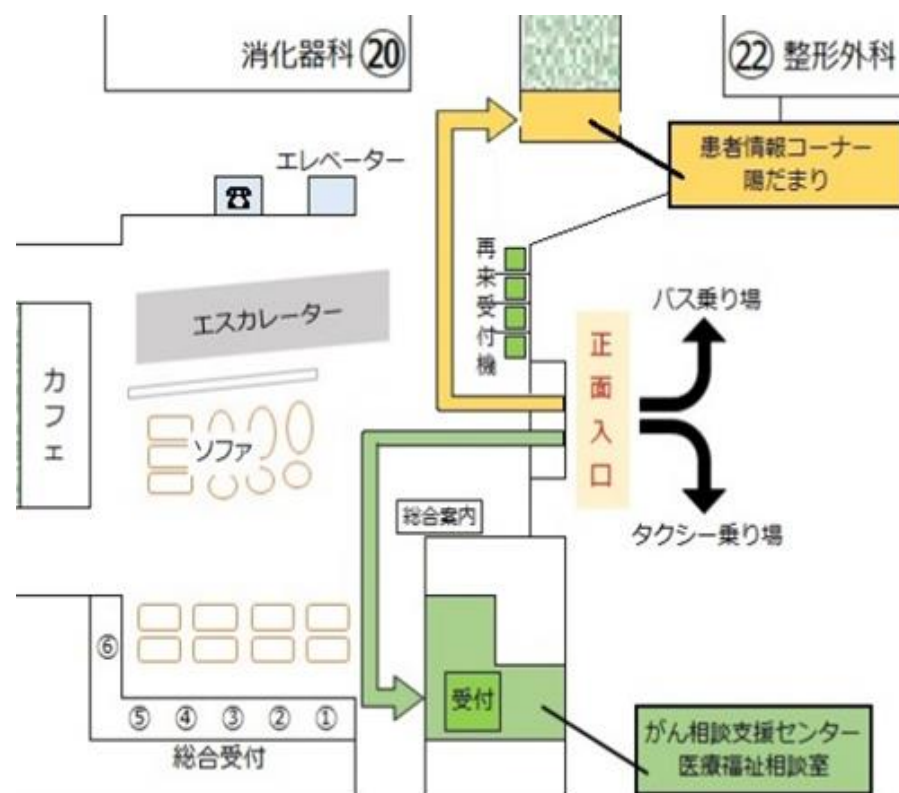 消化器科 ⑳
㉒ 整形外科
患者情報コーナー
陽だまり
エレベーター
☎
再来受付機
エスカレーター
バス乗り場
正面入口
カフェ
ソファ
総合案内
タクシー乗り場
⑥
⑤ ④ ③ ② ①
総合受付
受付
がん相談支援センター
医療福祉相談室